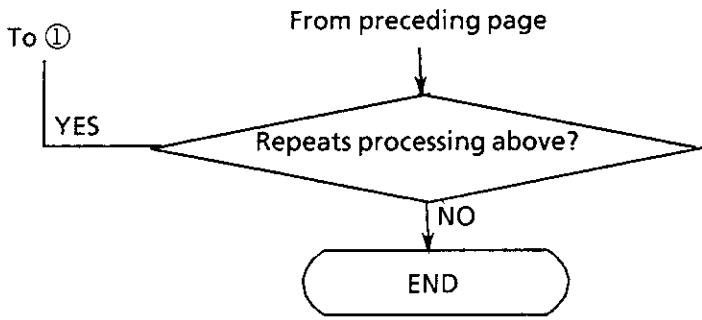 From preceding page
To ①
YES
Repeats processing above?
NO
END